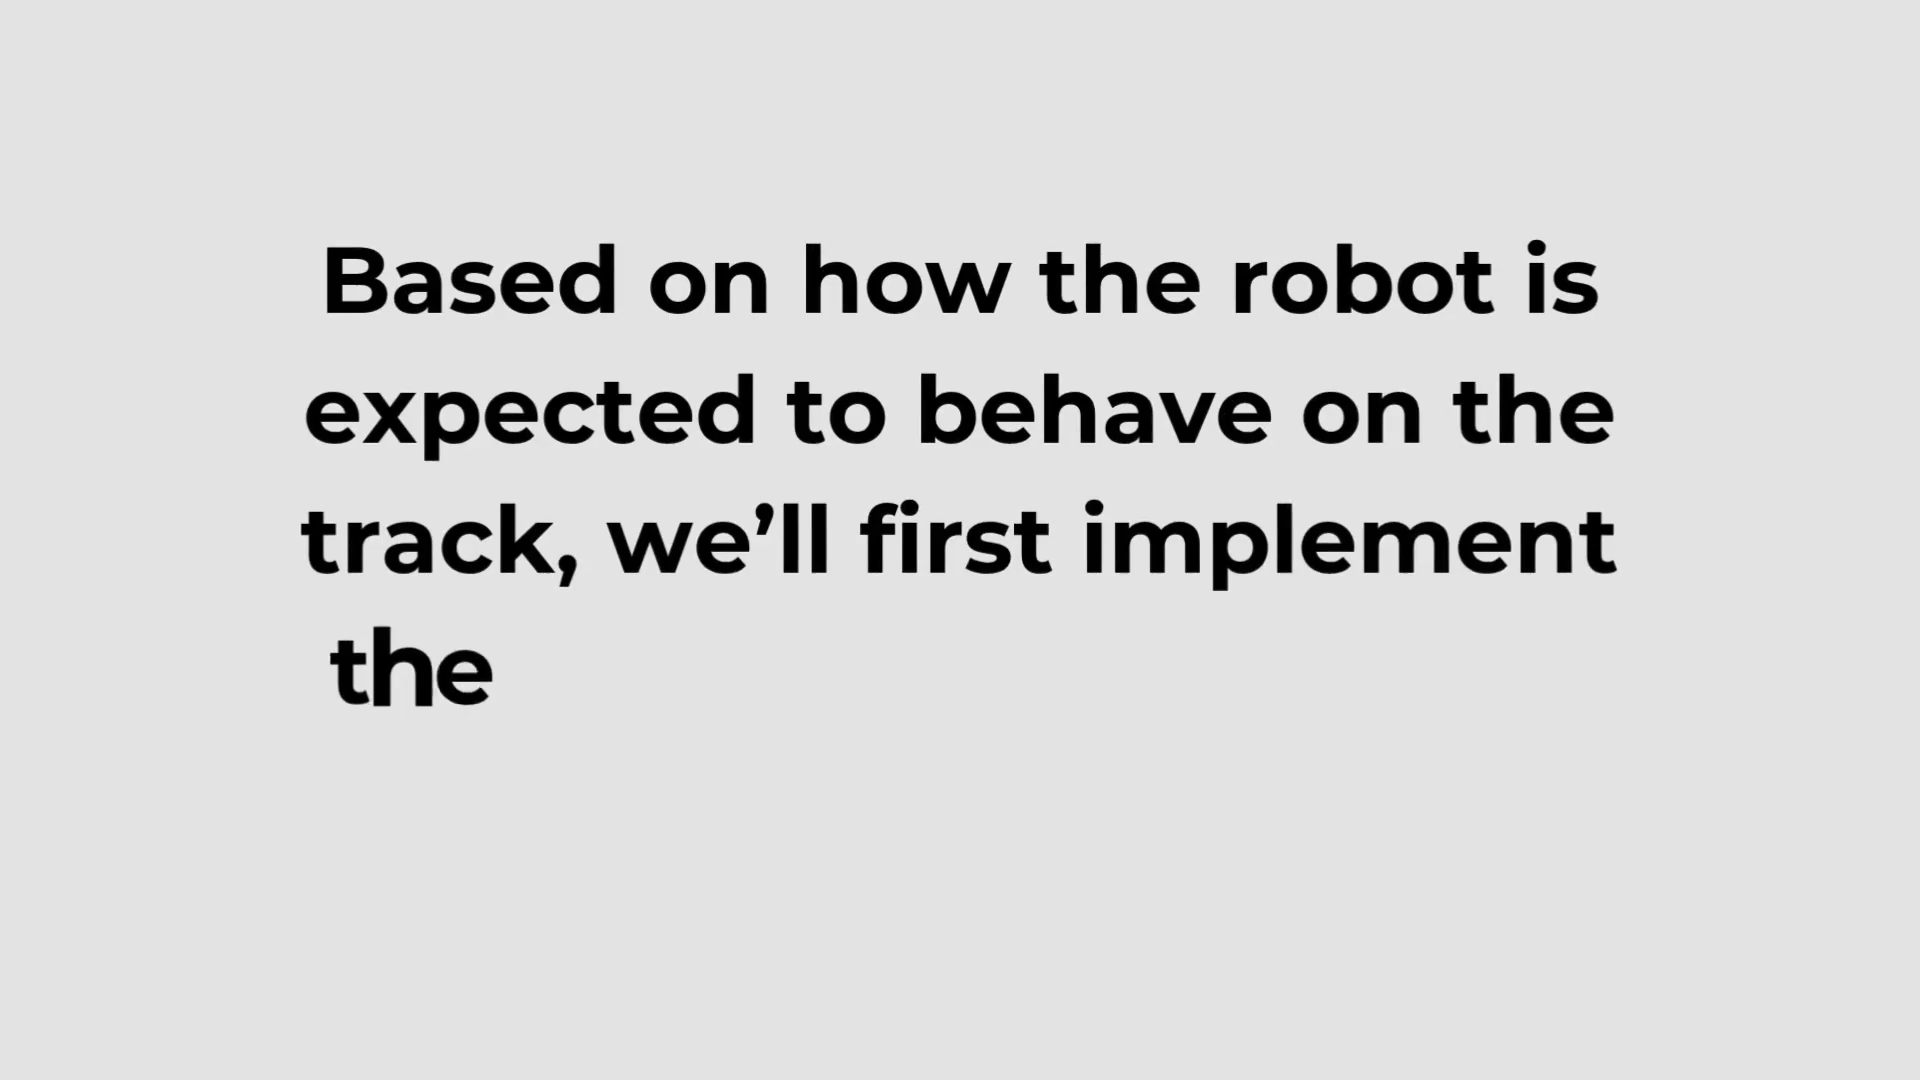 Based on how the robot is
expected to behave on the
track, we’ll first implement
the